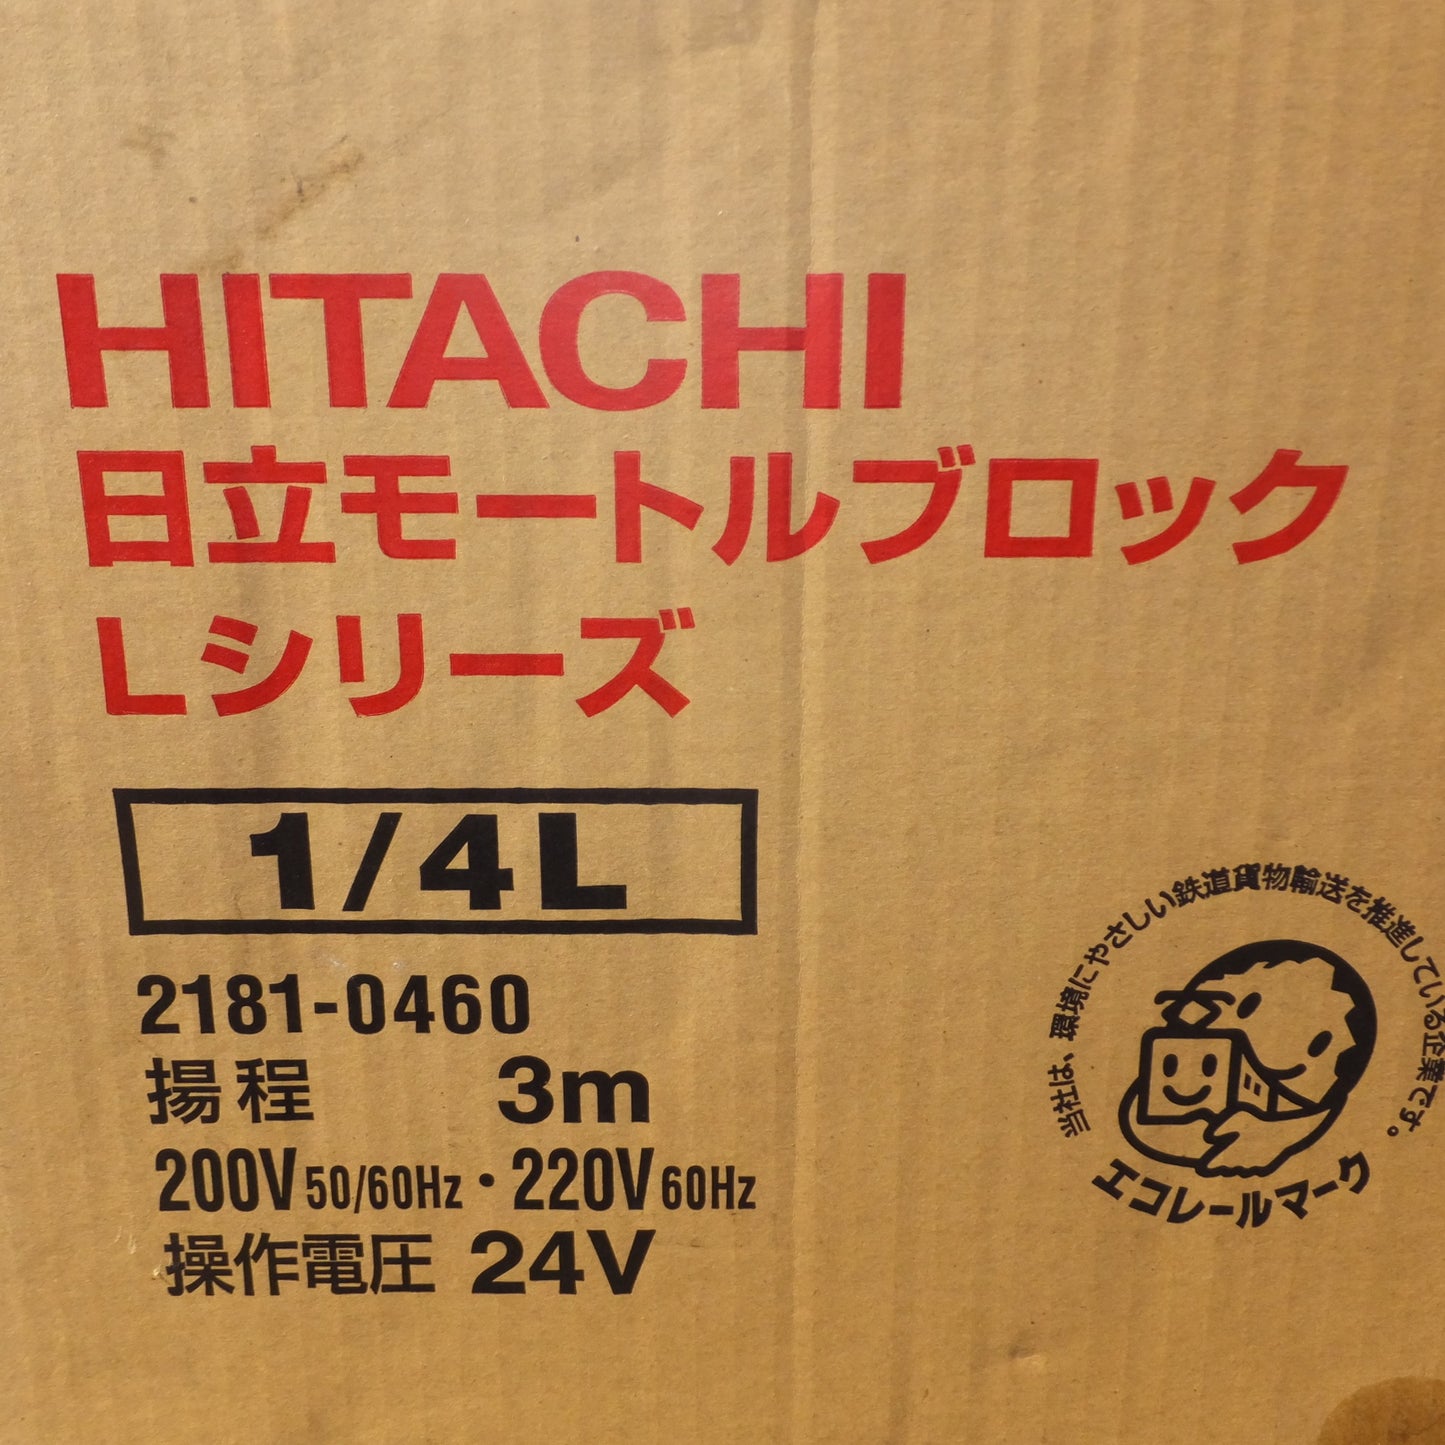 HITACHI
日立モートルブロック
Lシリーズ
1/4L
2181-0460
揚程 3m
200V 50/60Hz・220V 60Hz
操作電圧 24V
当社は、環境にやさしい鉄道貨物輸送を推進している企業です。
エコレールマーク